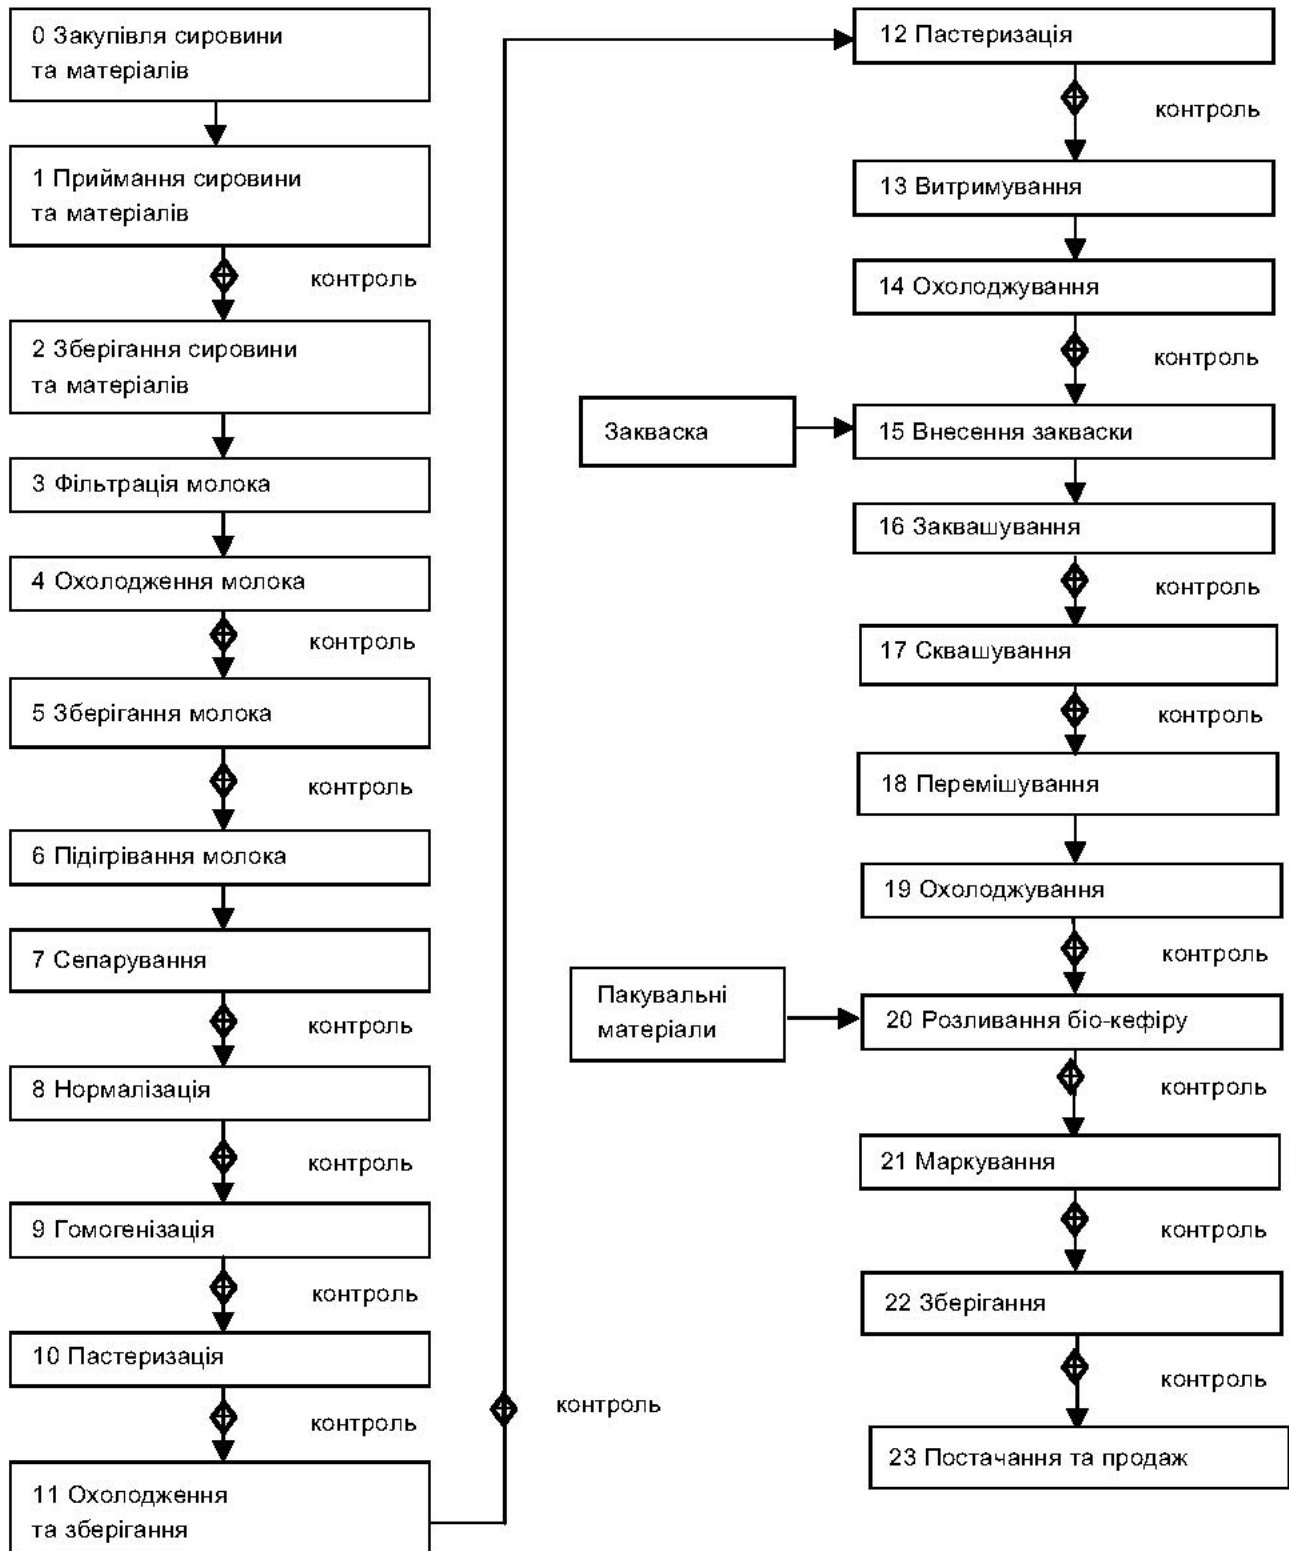 0 Закупівля сировини
та матеріалів
1 Приймання сировини
та матеріалів
контроль
2 Зберігання сировини
та матеріалів
3 Фільтрація молока
4 Охолодження молока
контроль
5 Зберігання молока
контроль
6 Підігрівання молока
7 Сепарування
контроль
8 Нормалізація
контроль
9 Гомогенізація
контроль
10 Пастеризація
контроль
11 Охолодження
та зберігання
контроль
12 Пастеризація
контроль
13 Витримування
14 Охолоджування
контроль
Закваска
15 Внесення закваски
16 Заквашування
контроль
17 Сквашування
контроль
18 Перемішування
19 Охолоджування
контроль
Пакувальні
матеріали
20 Розливання біо-кефіру
контроль
21 Маркування
контроль
22 Зберігання
контроль
23 Постачання та продаж